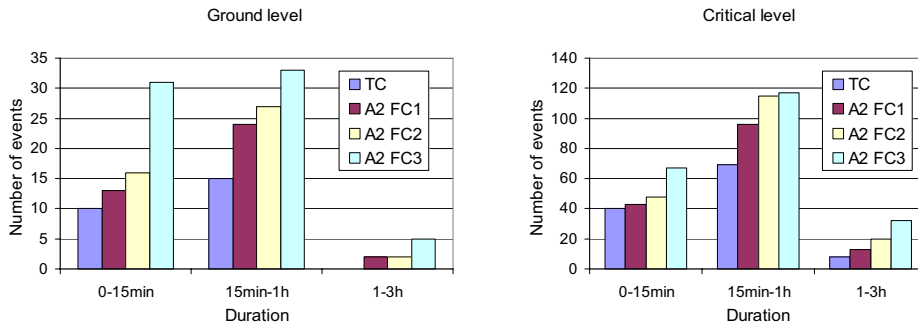 Ground level
Number of events
35
30
25
20
15
10
5
0
TC
A2 FC1
A2 FC2
A2 FC3
0-15min
15min-1h
1-3h
Duration
Critical level
Number of events
140
120
100
80
60
40
20
0
TC
A2 FC1
A2 FC2
A2 FC3
0-15min
15min-1h
1-3h
Duration